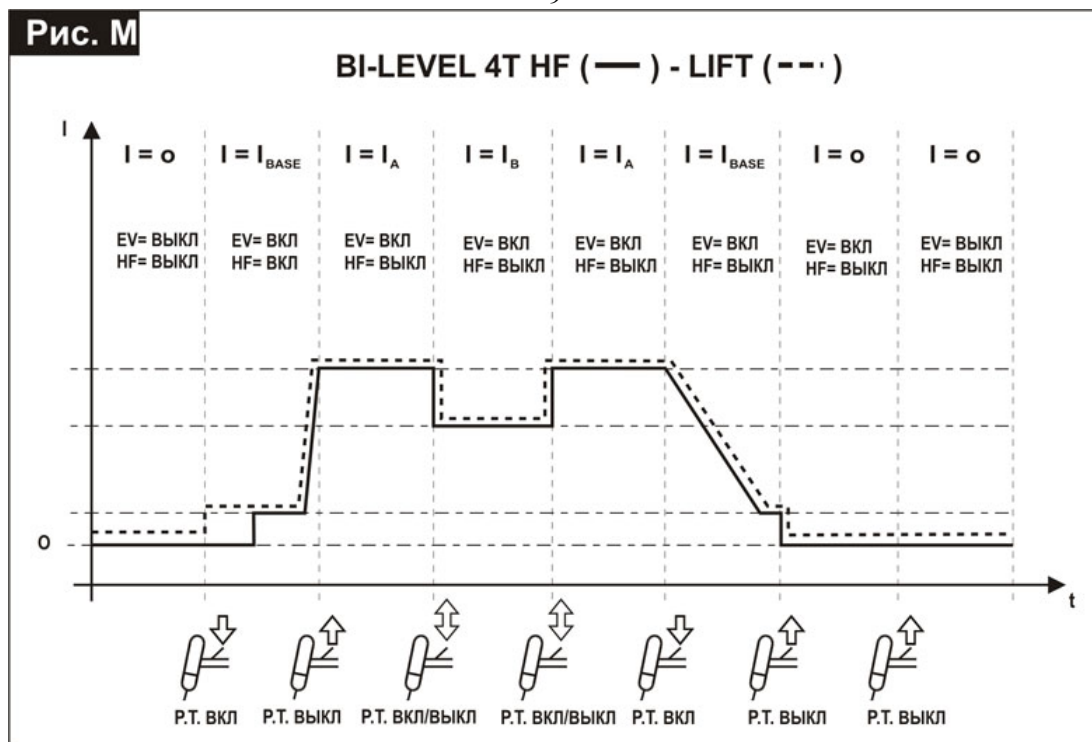 Рис. M
BI-LEVEL 4T HF ( — ) - LIFT ( ---- )
I
I = o
I = I BASE
I = I A
I = I B
I = I A
I = I BASE
I = o
I = o
EV= ВЫКЛ
HF= ВЫКЛ
EV= ВКЛ
HF= ВКЛ
EV= ВКЛ
HF= ВЫКЛ
EV= ВКЛ
HF= ВЫКЛ
EV= ВКЛ
HF= ВЫКЛ
EV= ВКЛ
HF= ВЫКЛ
EV= ВКЛ
HF= ВЫКЛ
EV= ВЫКЛ
HF= ВЫКЛ
O
t
P.T. ВКЛ
P.T. ВЫКЛ
P.T. ВКЛ/ВЫКЛ
P.T. ВКЛ/ВЫКЛ
P.T. ВКЛ
P.T. ВЫКЛ
P.T. ВЫКЛ